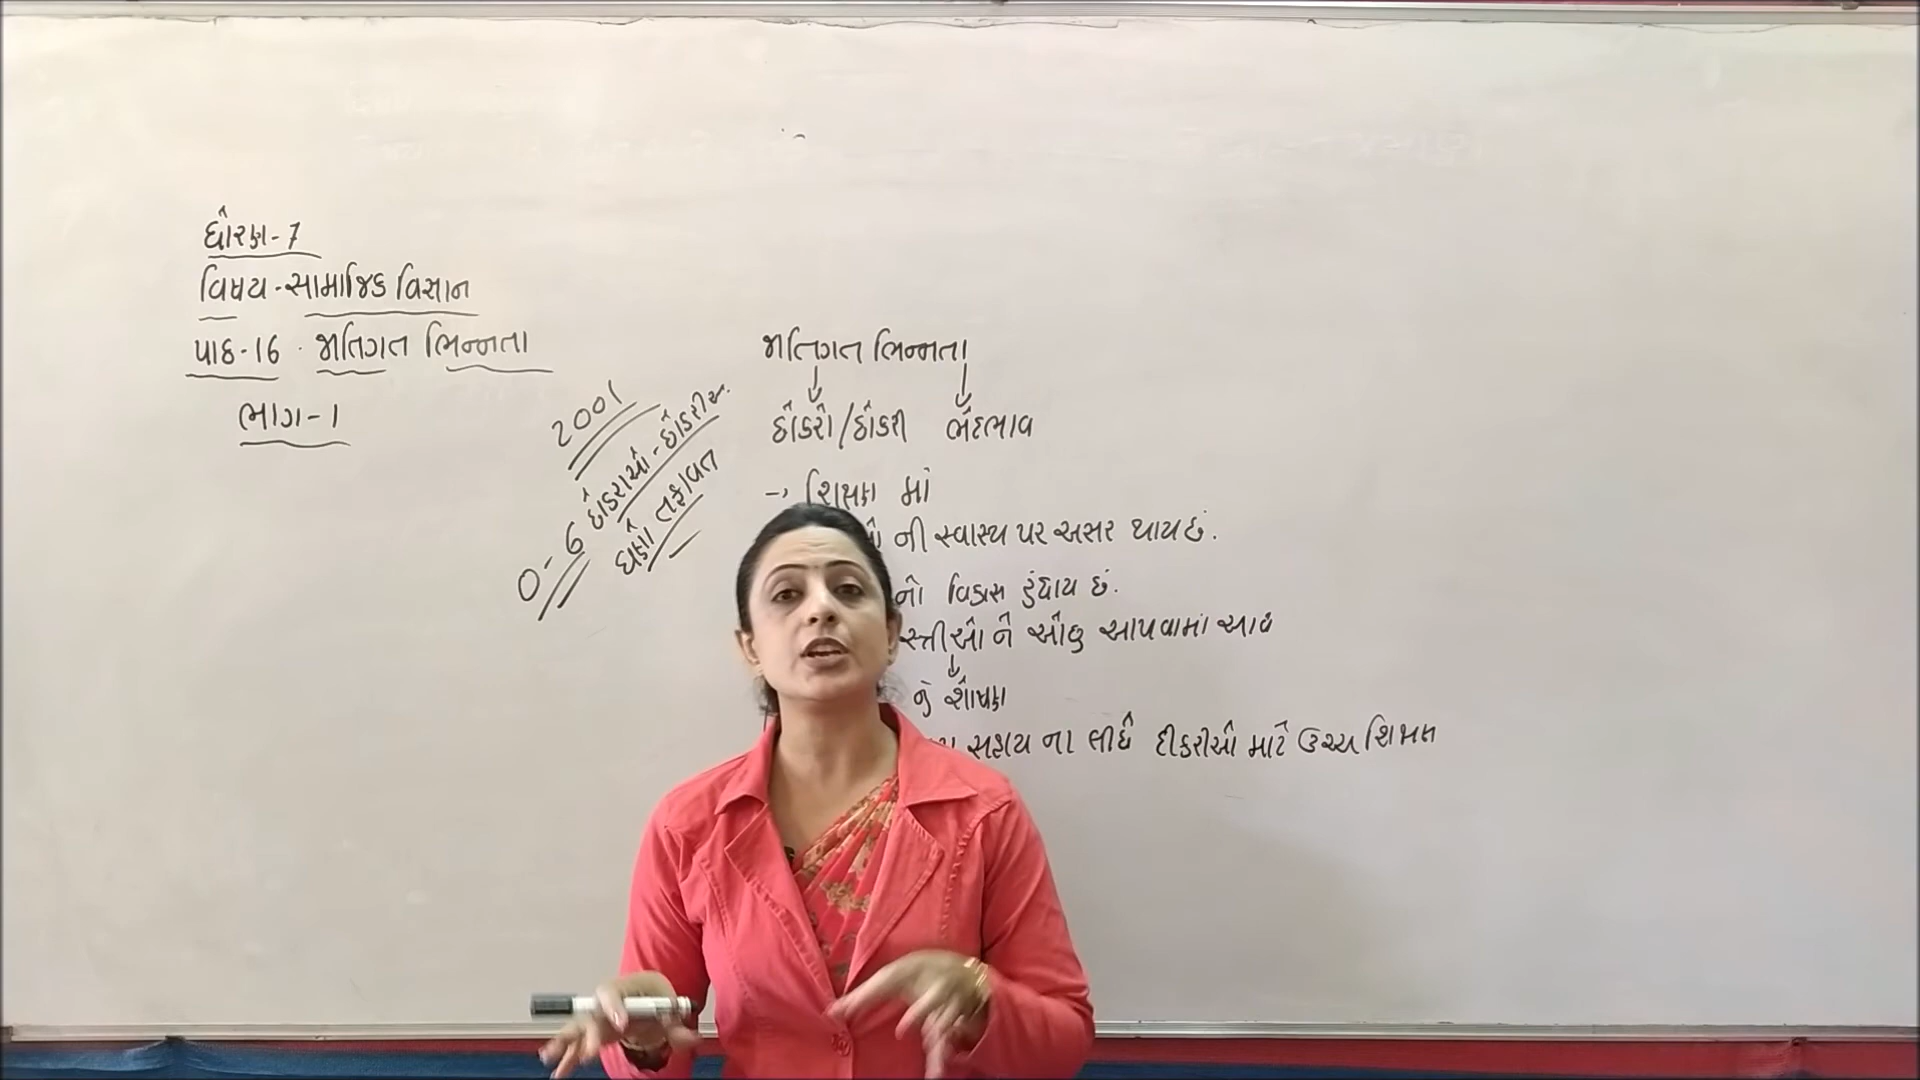 ધોરણ-7
વિષય-સામાજિક વિજ્ઞાન
પાઠ-16 જાતિગત ભિન્નતા
ભાગ-1
2001
0-6 છોકરાઓ-છોકરીઓ
ઘણો તફાવત
જાતિગત ભિન્નતા
છોકરો/છોકરી ભેદભાવ
→ શિક્ષણ માં
ની સ્વાસ્થ પર અસર થાય છે.
નો વિકાસ રૂંધાય છે.
સ્ત્રીઓ ને ઓછુ આપવામાં આવે
નું શોષણ
સહાય ના લીધે દીકરીઓ માટે ઉચ્ચ શિક્ષણ